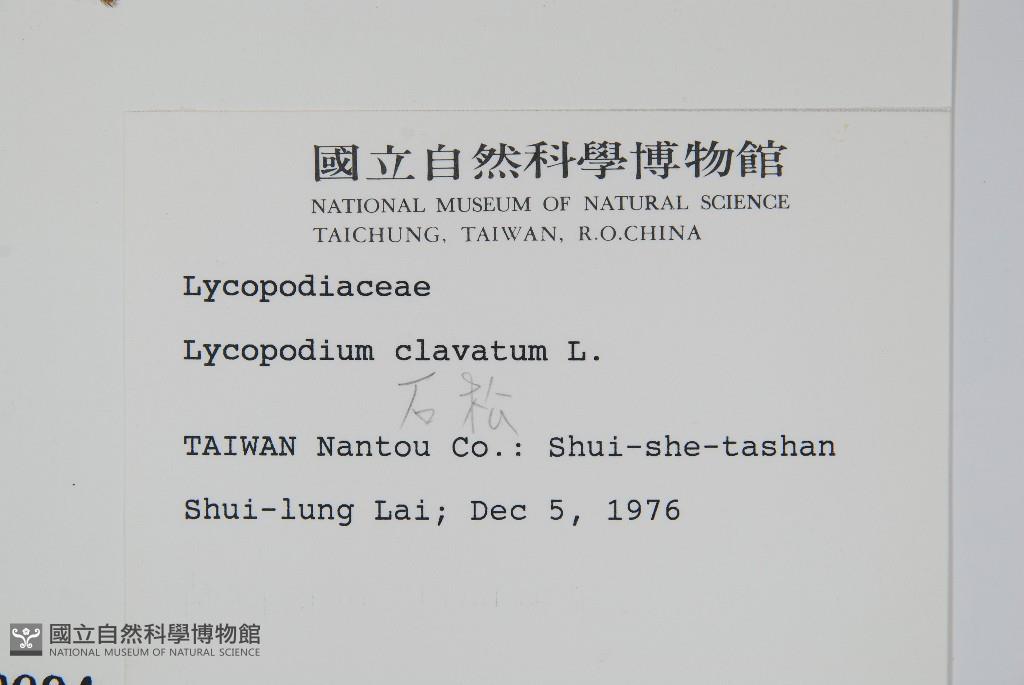 國立自然科學博物館
NATIONAL MUSEUM OF NATURAL SCIENCE
TAICHUNG, TAIWAN, R.O.CHINA
Lycopodiaceae
Lycopodium clavatum L.
石松
TAIWAN Nantou Co.: Shui-she-tashan
Shui-lung Lai; Dec 5, 1976
國立自然科學博物館
NATIONAL MUSEUM OF NATURAL SCIENCE